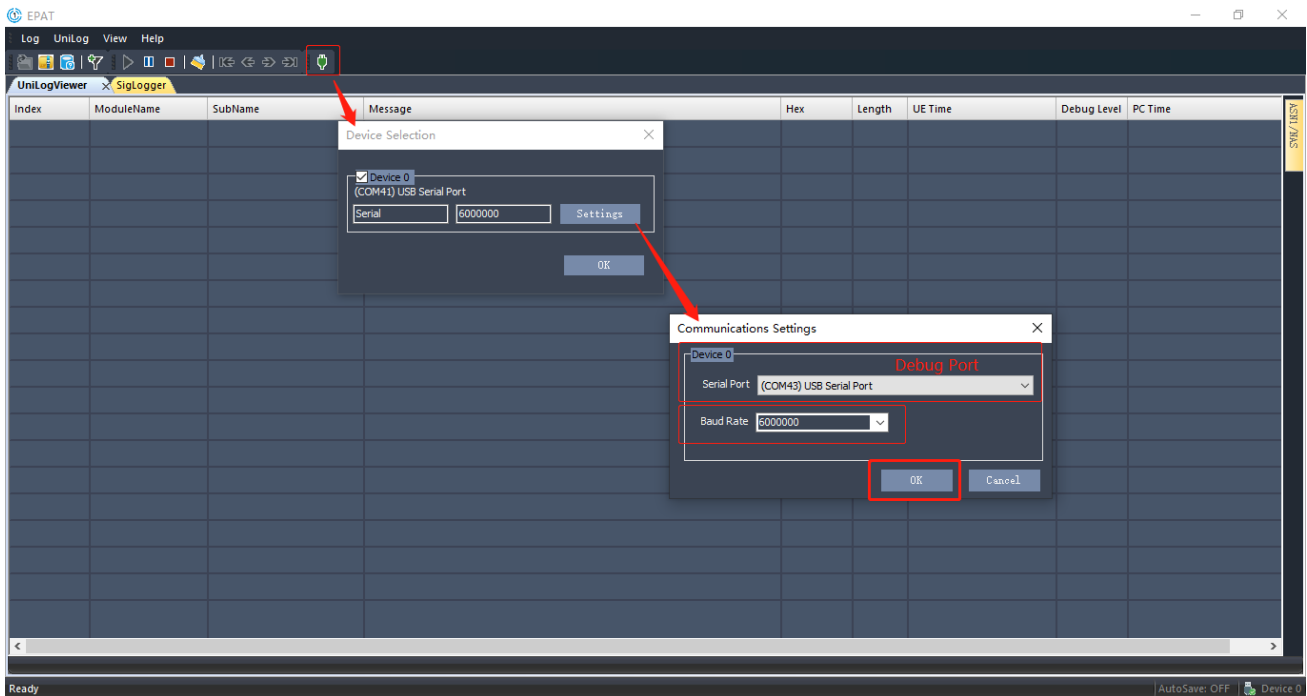 EPAT
Log UniLog View Help
UniLogViewer SigLogger
Index ModuleName SubName Message Hex Length UE Time Debug Level PC Time
ASN1/NAS
Device Selection
Device 0
(COM41) USB Serial Port
Serial 6000000 Settings
OK
Communications Settings
Device 0
Debug Port
Serial Port (COM43) USB Serial Port
Baud Rate 6000000
OK Cancel
Ready AutoSave: OFF Device 0